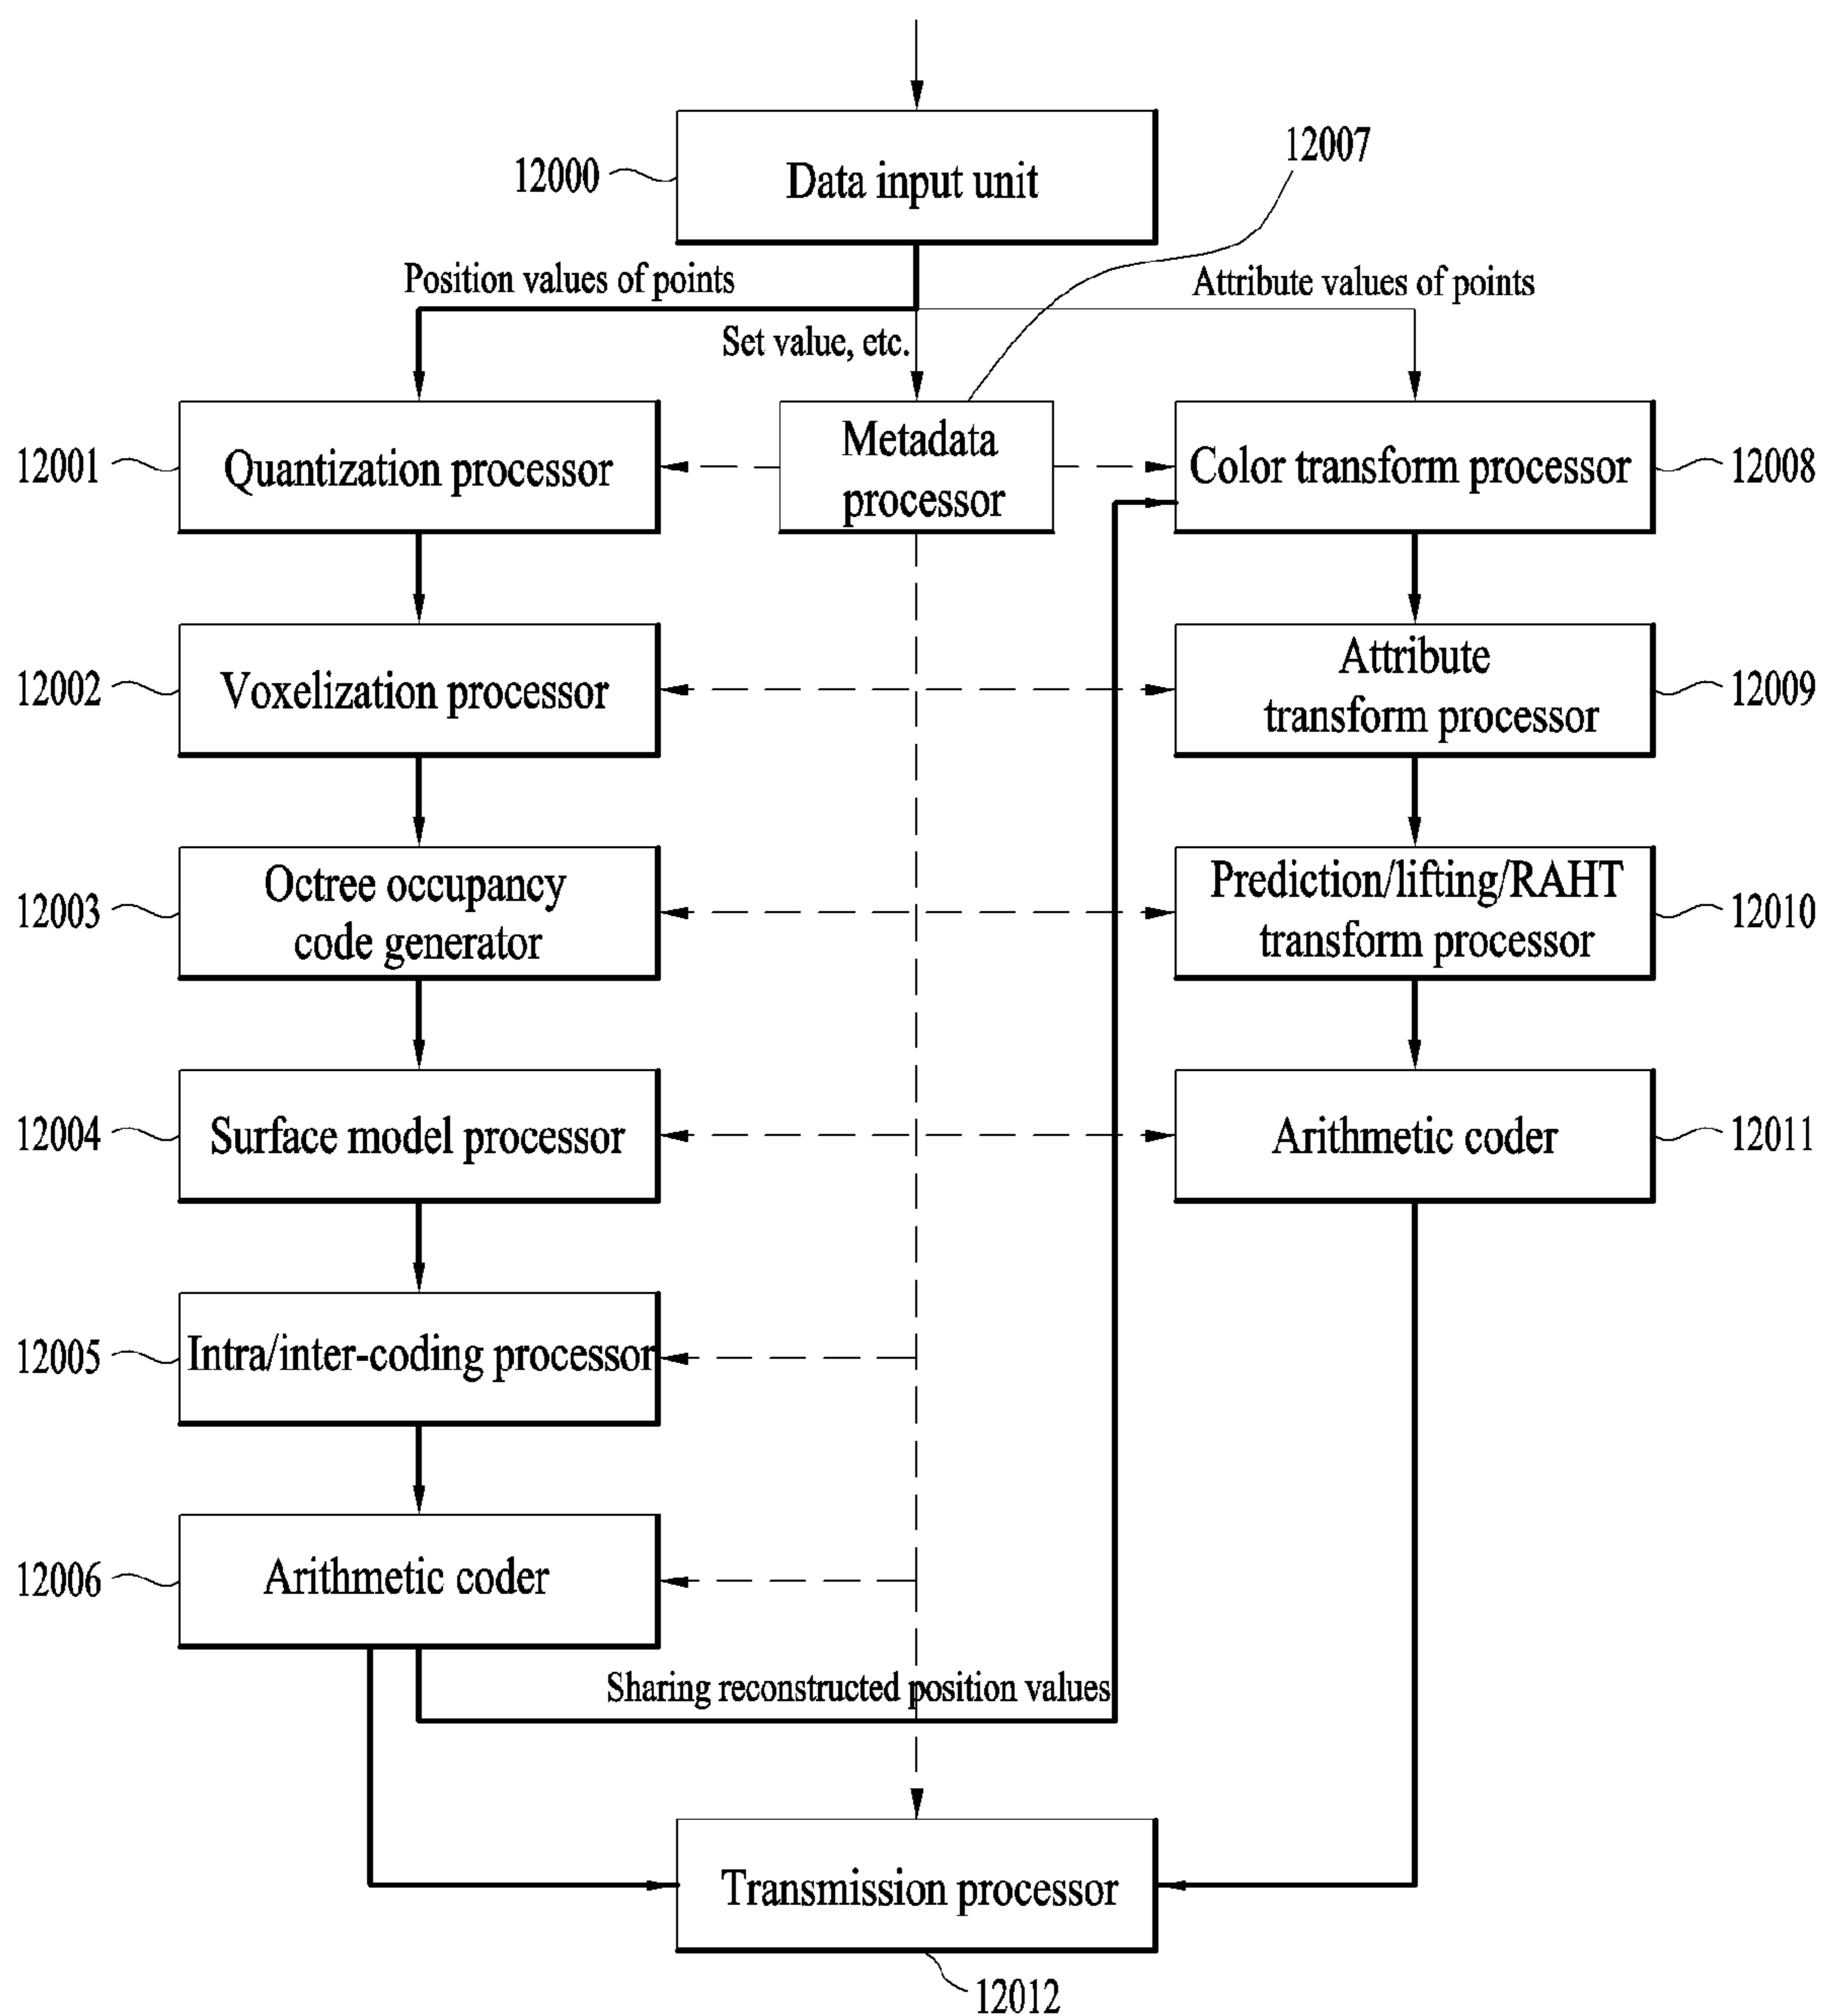 12000
Data input unit
12007
Position values of points
Set value, etc.
Attribute values of points
12001
Quantization processor
Metadata
processor
Color transform processor
12008
12002
Voxelization processor
Attribute
transform processor
12009
12003
Octree occupancy
code generator
Prediction/lifting/RAHT
transform processor
12010
12004
Surface model processor
Arithmetic coder
12011
12005
Intra/inter-coding processor
12006
Arithmetic coder
Sharing reconstructed position values
Transmission processor
12012